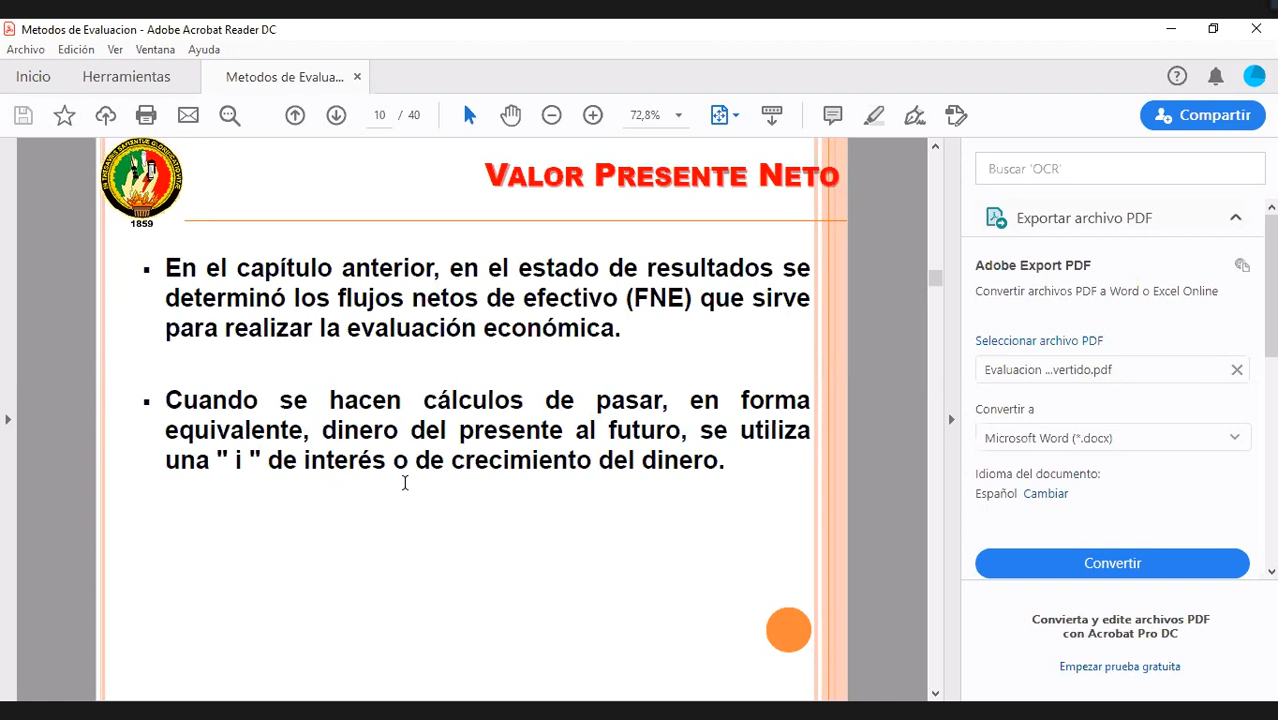 Metodos de Evaluacion - Adobe Acrobat Reader DC
Archivo Edición Ver Ventana Ayuda
Inicio Herramientas Metodos de Evalua... ×
10 / 40 72,8% Compartir
1859
VALOR PRESENTE NETO
▪ En el capítulo anterior, en el estado de resultados se
determinó los flujos netos de efectivo (FNE) que sirve
para realizar la evaluación económica.
▪ Cuando se hacen cálculos de pasar, en forma
equivalente, dinero del presente al futuro, se utiliza
una " i " de interés o de crecimiento del dinero.
Buscar 'OCR'
Exportar archivo PDF
Adobe Export PDF
Convertir archivos PDF a Word o Excel Online
Seleccionar archivo PDF
Evaluacion ...vertido.pdf
Convertir a
Microsoft Word (*.docx)
Idioma del documento:
Español Cambiar
Convertir
Convierta y edite archivos PDF
con Acrobat Pro DC
Empezar prueba gratuita